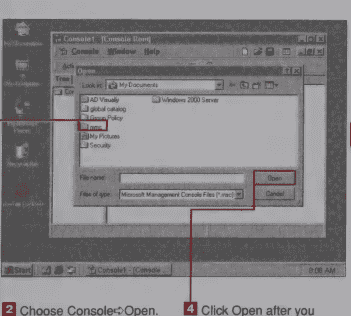 Console1 - [Console Root]
Console Window Help
Open
Look in: My Documents
AD Visually
global catalog
Group Policy
My Pictures
Security
Windows 2000 Server
File name:
Open
Files of type: Microsoft Management Console Files (*.msc)
Cancel
Start
Console1 - [Console ...
9:08 AM
2 Choose Console➪Open.
4 Click Open after you